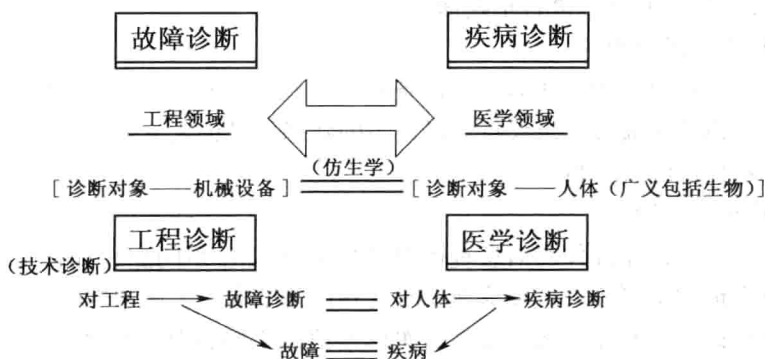 故障诊断 疾病诊断
工程领域 医学领域
(仿生学)
[诊断对象——机械设备] [诊断对象——人体(广义包括生物)]
工程诊断 医学诊断
(技术诊断)
对工程 故障诊断 对人体 疾病诊断
故障 疾病